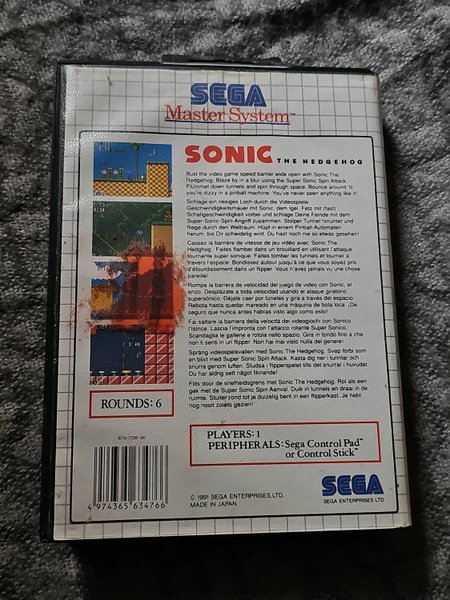 SEGA
Master System™
SONIC THE HEDGEHOG
Bust the video game speed barrier wide open with Sonic The
Hedgehog. Blaze by in a blur using the Super Sonic Spin Attack.
Plummet down tunnels and spin through space. Bounce around 'til
you're dizzy in a pinball machine. You've never seen anything like it!
Schlage ein riesiges Loch durch die Videospiele-
Geschwindigkeitsmauer mit Sonic, dem Igel. Fetz mit (fast)
Schallgeschwindigkeit vorbei und schlage Deine Feinde mit dem
Super-Sonic-Spin-Angriff zusammen. Stolper Tunnel hinunter und
fliege durch den Weltraum. Hüpf in einem Pinball-Automaten
herum, bis Dir schwindelig wird. Du hast noch nie so etwas gesehen!
Cassez la barrière de vitesse de jeu vidéo avec 'Sonic The
Hedgehog'. Faites flamber dans un brouillard en utilisant l'attaque
tournante super sonique. Faites tomber les tunnels et tourner à
travers l'espace. Bondissez autour jusqu'à ce que vous soyez pris
d'étourdissement dans un flipper. Vous n'avez jamais vu une chose
pareille!
Rompe la barrera de velocidad del juego de video con Sonic, el
erizo. Desplázate a toda velocidad usando el ataque giratorio
supersónico. Déjate caer por túneles y gira a través del espacio.
Rebota hasta quedar mareado en una máquina de bola loca. ¡De
seguro que nunca antes habías visto algo como esto!
Fai saltare la barriera della velocità dei videogiochi con Sonico
l'Istrice. Lascia l'impronta con l'attacco rotante Super Sonico.
Scandaglia le gallerie e rotola nello spazio. Rimbalza in tondo fino a che
non ti senti in un flipper. Non hai mai visto nulla del genere!
Spräng videospelsvallen med Sonic The Hedgehog. Svep förbi som
en blixt med Super Sonic Spin Attack. Kasta dig ner i tunnlar och
snurra genom luften. Studsa i flipperspelet tills det snurrar i huvudet.
Du har aldrig sett något liknande!
Flits door de snelheidsgrens met Sonic The Hedgehog. Rol als een
gek met de Super Sonic Spin Aanval. Duik in tunnels en draai in de
ruimte. Stuiter rond tot je duizelig bent in een flipperkast. Je heb
nog nooit zoiets gezien!
ROUNDS: 6
PLAYERS: 1
PERIPHERALS: Sega Control Pad™
or Control Stick™
670-1706-50
4 974365 634766
© 1991 SEGA ENTERPRISES, LTD.
MADE IN JAPAN
SEGA
SEGA ENTERPRISES LTD